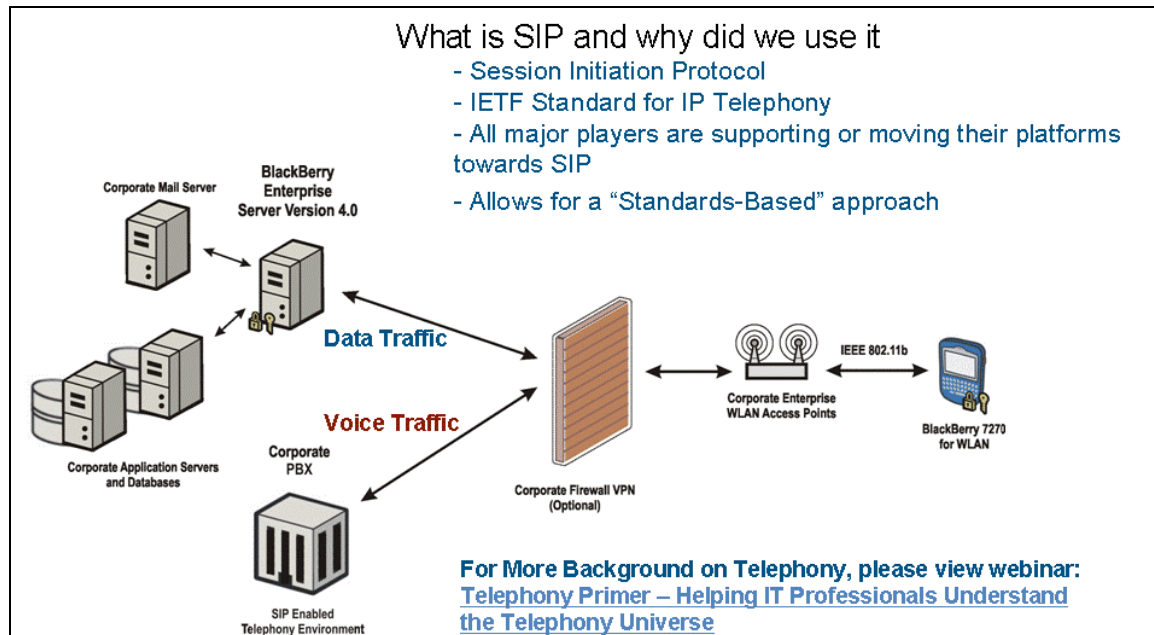 What is SIP and why did we use it
- Session Initiation Protocol
- IETF Standard for IP Telephony
- All major players are supporting or moving their platforms
towards SIP
- Allows for a “Standards-Based” approach
Corporate Mail Server
BlackBerry
Enterprise
Server Version 4.0
Data Traffic
Voice Traffic
Corporate Application Servers
and Databases
Corporate
PBX
SIP Enabled
Telephony Environment
Corporate Firewall VPN
(Optional)
Corporate Enterprise
WLAN Access Points
IEEE 802.11b
BlackBerry 7270
for WLAN
For More Background on Telephony, please view webinar:
Telephony Primer – Helping IT Professionals Understand
the Telephony Universe